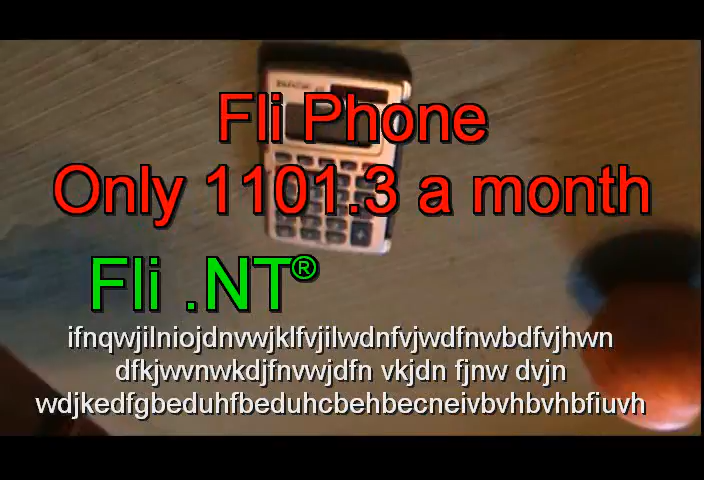 Fli Phone
Only 1101.3 a month
Fli .NT®
ifnqwjilniojdnvwjklfvjilwdnfvjwdfnwbdfvjhwn
dfkjwvnwkdjfnvwjdfn vkjdn fjnw dvjn
wdjkedfgbeduhfbeduhcbehbecneivbvhbvhbfiuvh